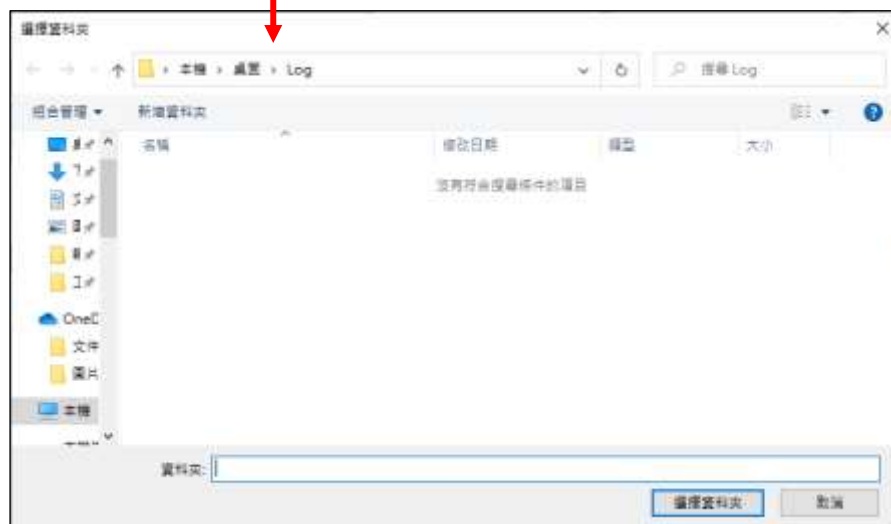 選擇資料夾
本機 › 桌面 › Log
搜尋 Log
組合管理
新增資料夾
名稱 修改日期 類型 大小
沒有符合搜尋條件的項目
OneD
文件
圖片
本機
資料夾:
選擇資料夾 取消